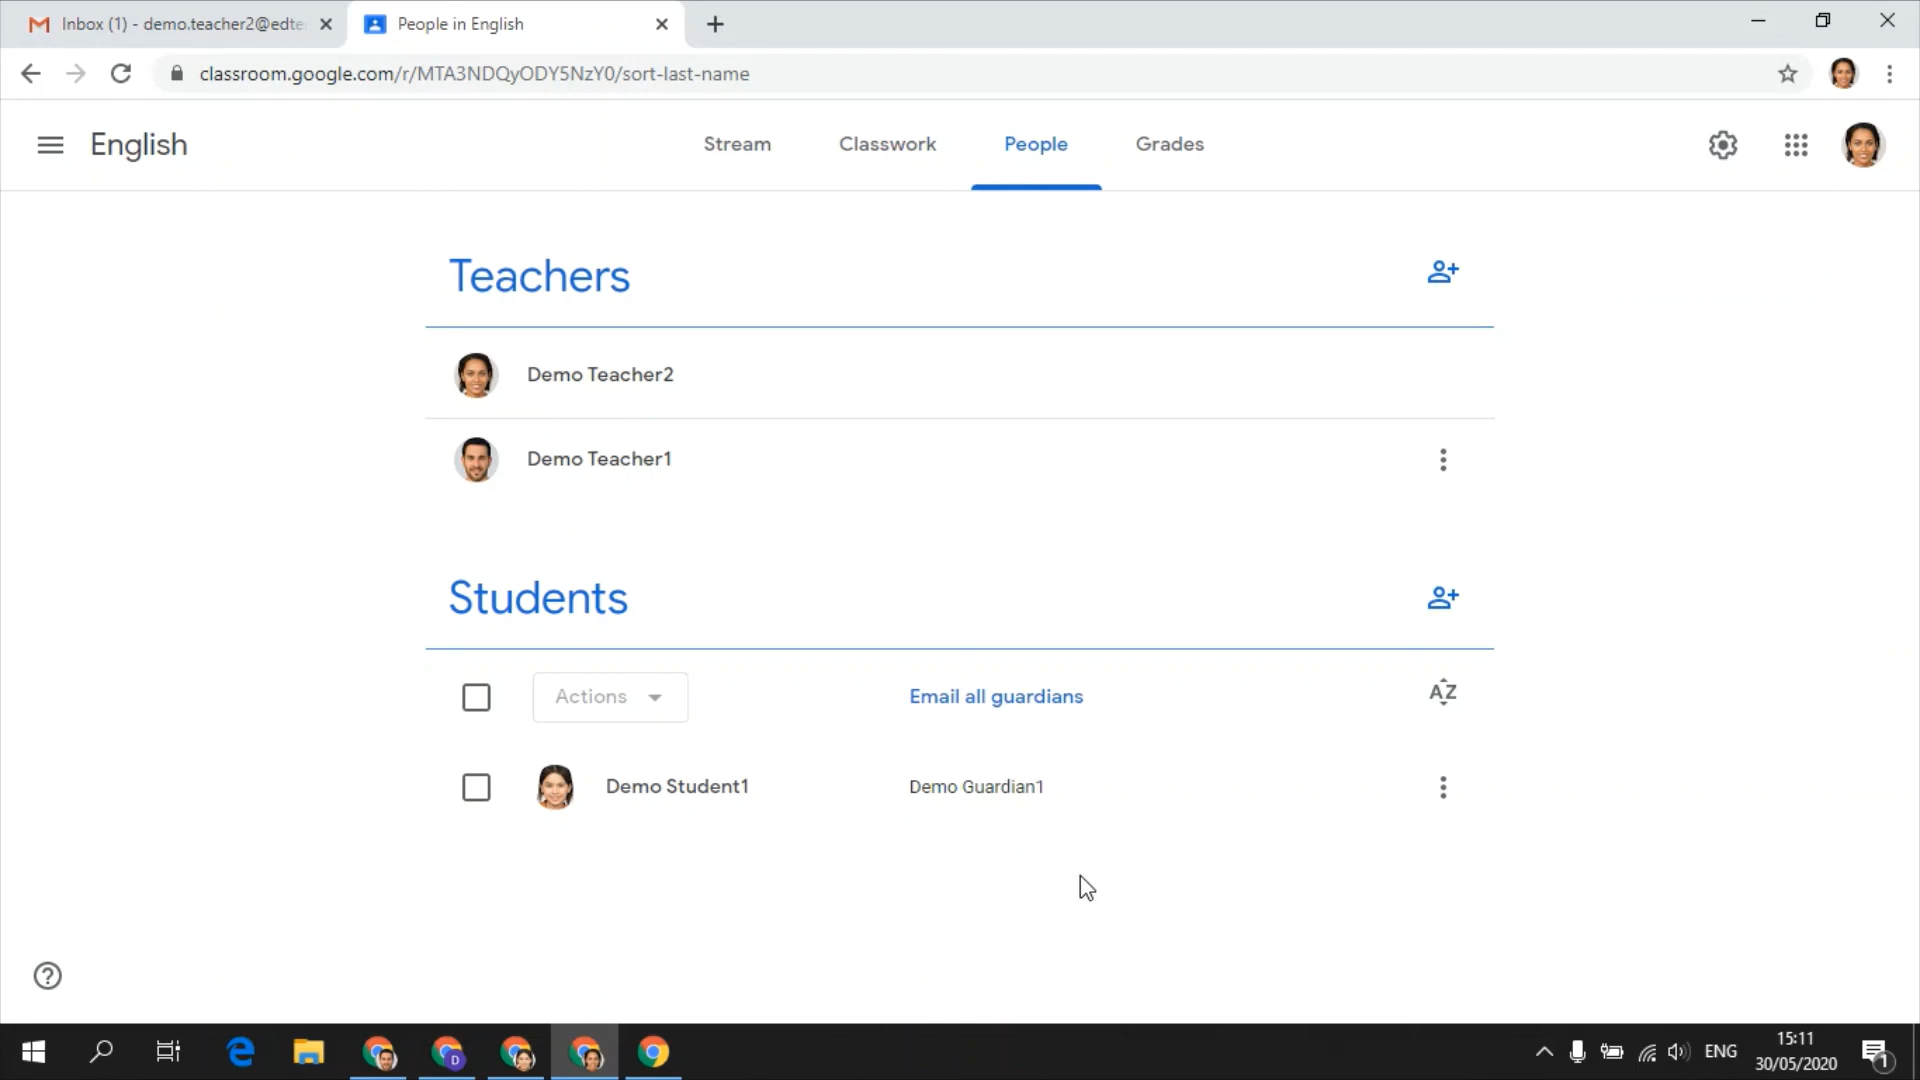 Inbox (1) - demo.teacher2@edte
People in English
classroom.google.com/r/MTA3NDQyODY5NzY0/sort-last-name
English
Stream
Classwork
People
Grades
Teachers
Demo Teacher2
Demo Teacher1
Students
Actions
Email all guardians
AZ
Demo Student1
Demo Guardian1
D
ENG
15:11
30/05/2020
1